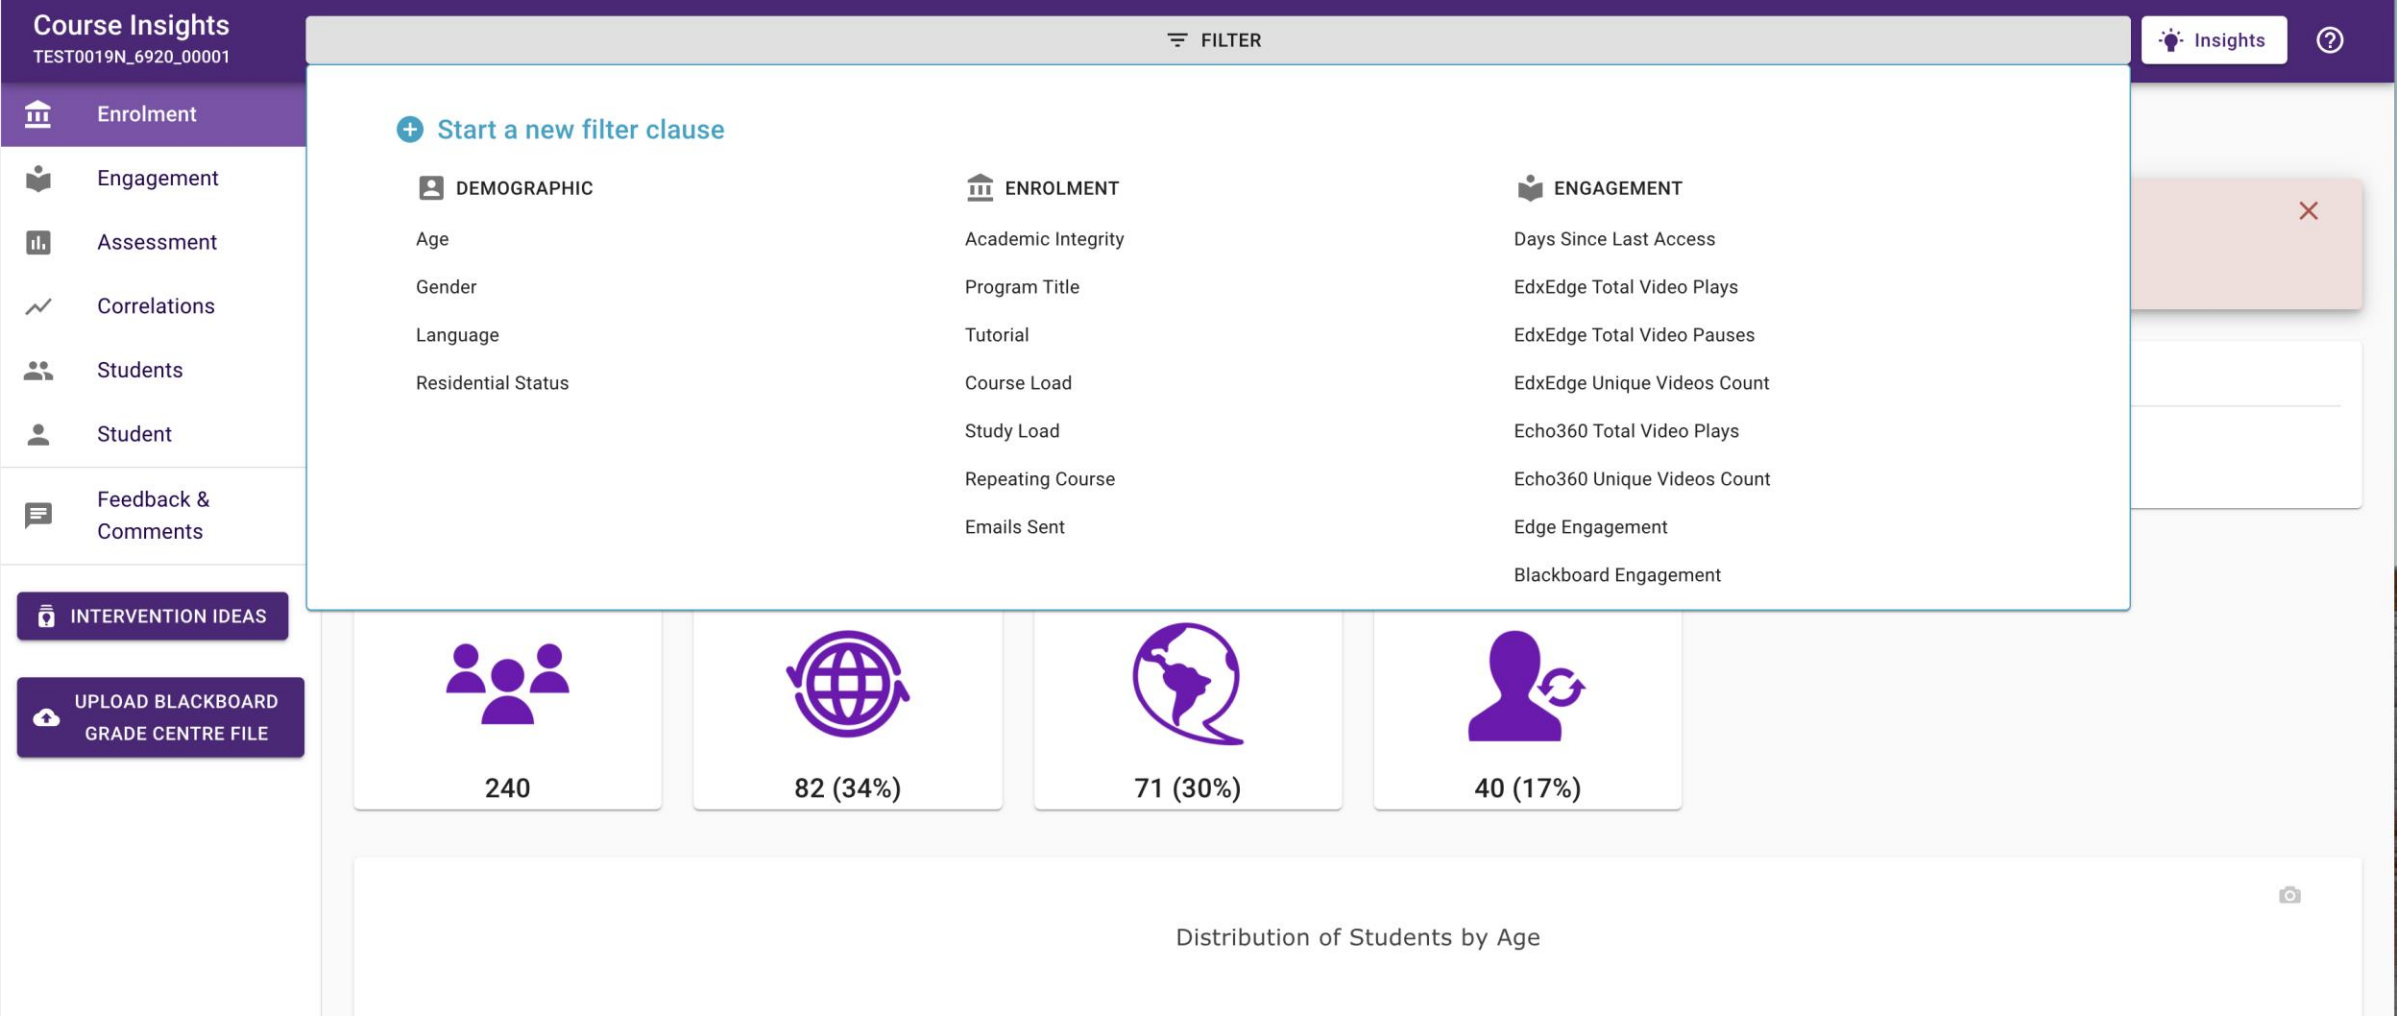 Course Insights
TEST0019N_6920_00001
FILTER
Insights
Enrolment
Engagement
Assessment
Correlations
Students
Student
Feedback &
Comments
INTERVENTION IDEAS
UPLOAD BLACKBOARD
GRADE CENTRE FILE
Start a new filter clause
DEMOGRAPHIC
Age
Gender
Language
Residential Status
ENROLMENT
Academic Integrity
Program Title
Tutorial
Course Load
Study Load
Repeating Course
Emails Sent
ENGAGEMENT
Days Since Last Access
EdxEdge Total Video Plays
EdxEdge Total Video Pauses
EdxEdge Unique Videos Count
Echo360 Total Video Plays
Echo360 Unique Videos Count
Edge Engagement
Blackboard Engagement
240
82 (34%)
71 (30%)
40 (17%)
Distribution of Students by Age